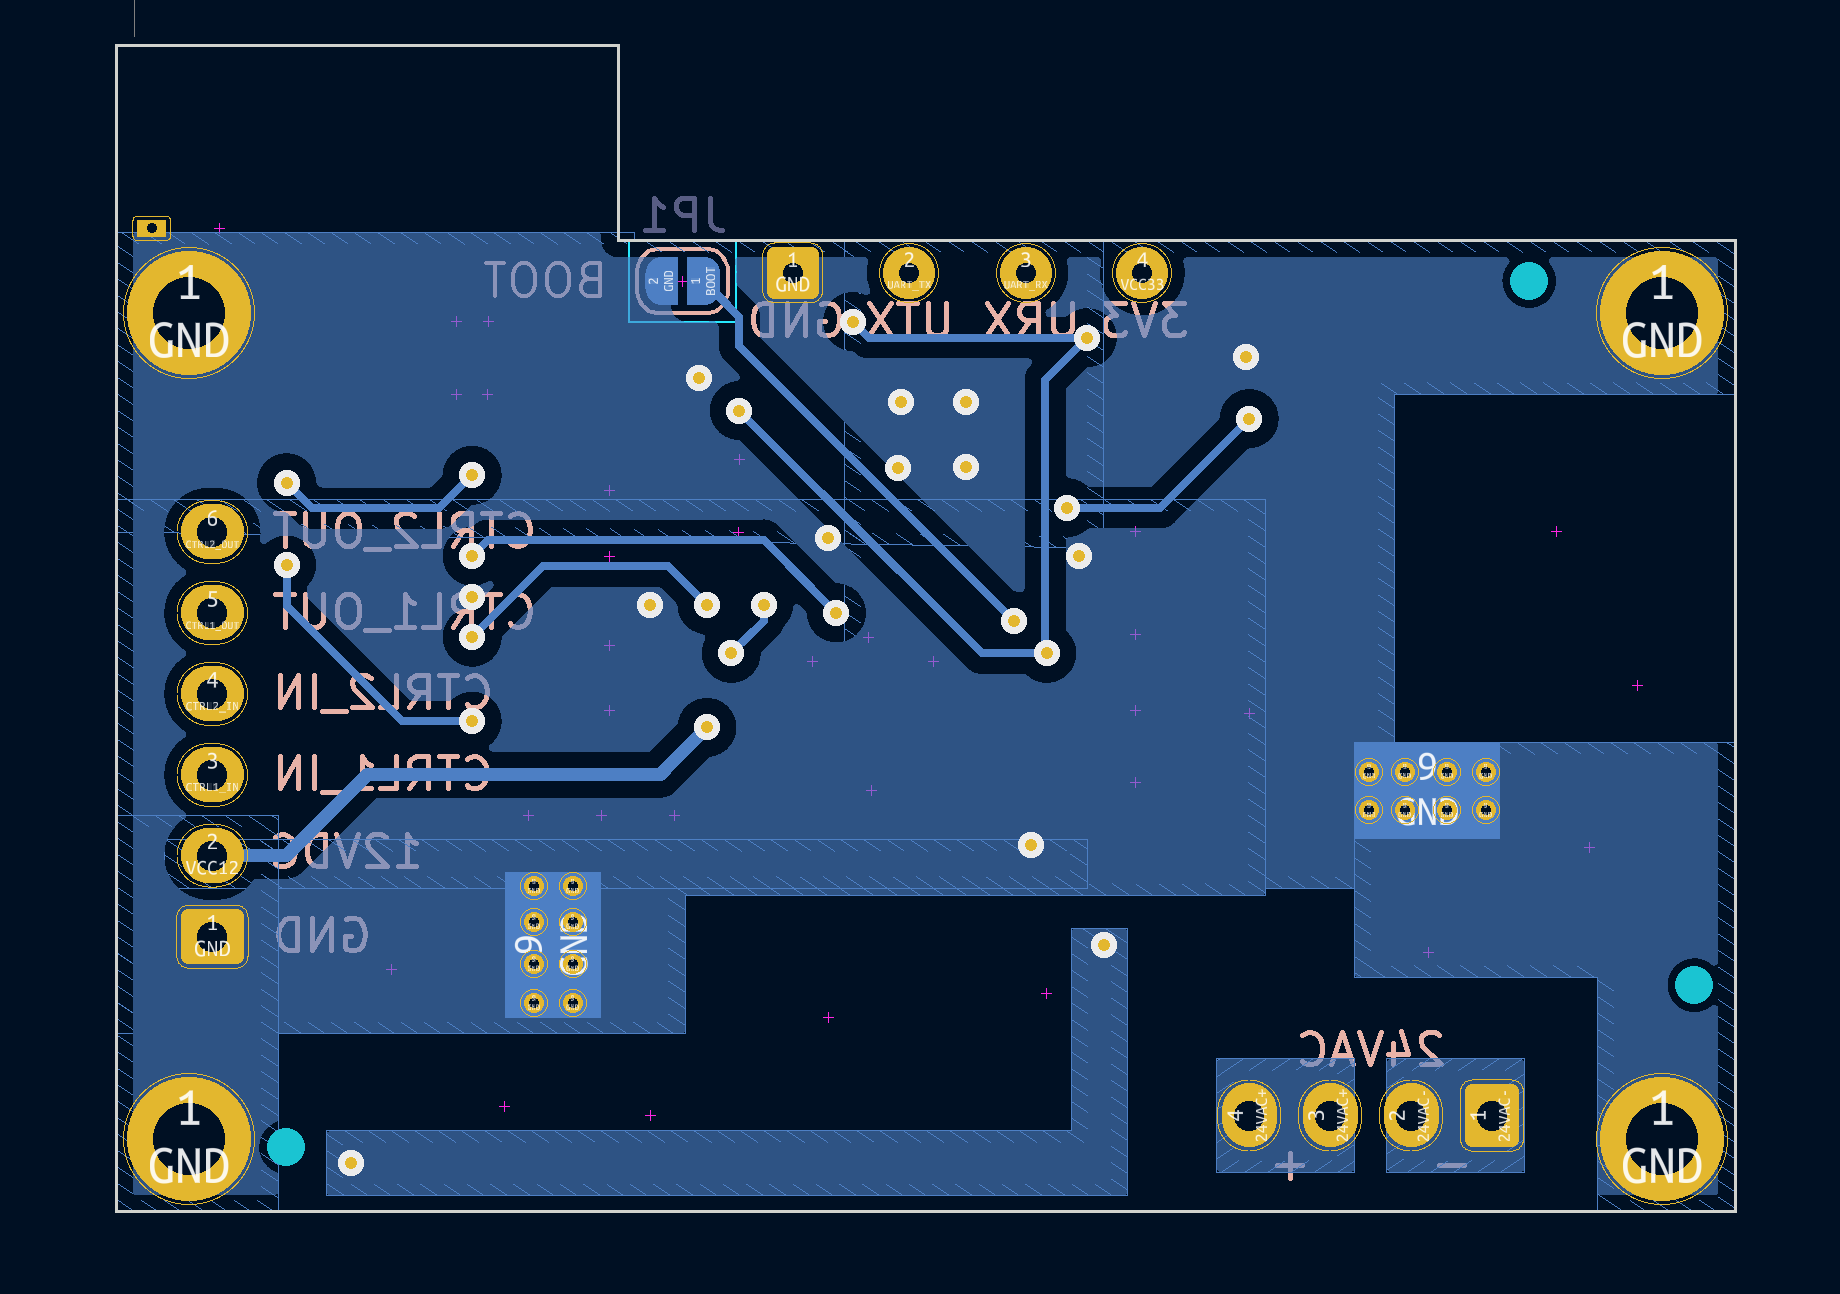 JP1
BOOT
2
GND
1
BOOT
1
GND
2
UART_TX
3
UART_RX
4
VCC33
GND
UTX
URX
3V3
1
GND
1
GND
6
CTRL2_OUT
CTRL2_OUT
5
CTRL1_OUT
CTRL1_OUT
4
CTRL2_IN
CTRL2_IN
3
CTRL1_IN
CTRL1_IN
2
VCC12
12VDC
1
GND
GND
9
GND
9
GND
24VAC
4
24VAC+
3
24VAC+
2
24VAC-
1
24VAC-
+
-
1
GND
1
GND